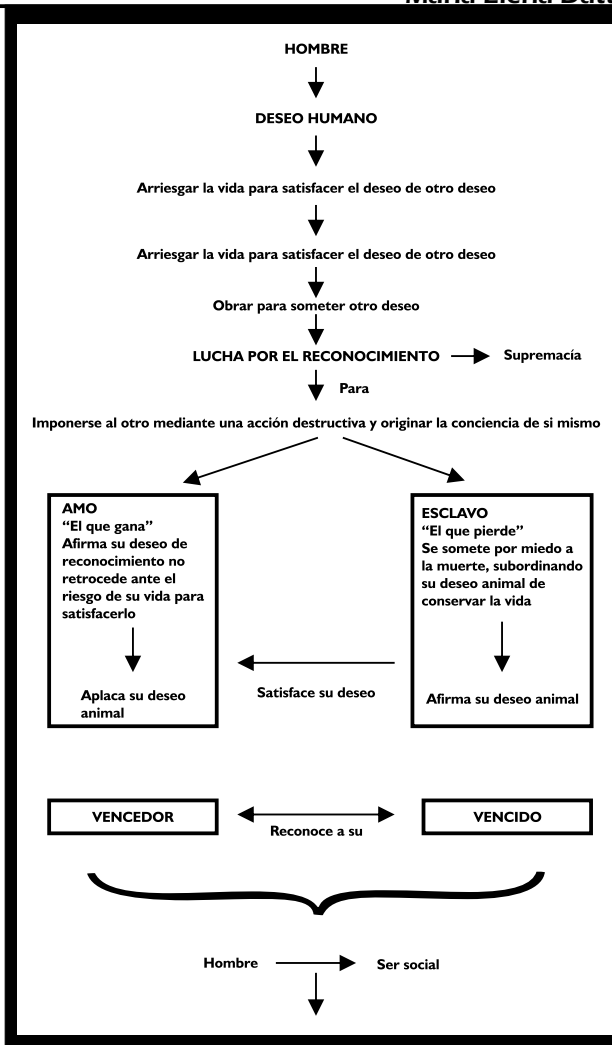 HOMBRE
DESEO HUMANO
Arriesgar la vida para satisfacer el deseo de otro deseo
Arriesgar la vida para satisfacer el deseo de otro deseo
Obrar para someter otro deseo
LUCHA POR EL RECONOCIMIENTO
Supremacía
Para
Imponerse al otro mediante una acción destructiva y originar la conciencia de si mismo
AMO
“El que gana”
Afirma su deseo de
reconocimiento no
retrocede ante el
riesgo de su vida para
satisfacerlo
Aplaca su deseo
animal
Satisface su deseo
ESCLAVO
“El que pierde”
Se somete por miedo a
la muerte, subordinando
su deseo animal de
conservar la vida
Afirma su deseo animal
VENCEDOR
Reconoce a su
VENCIDO
Hombre
Ser social